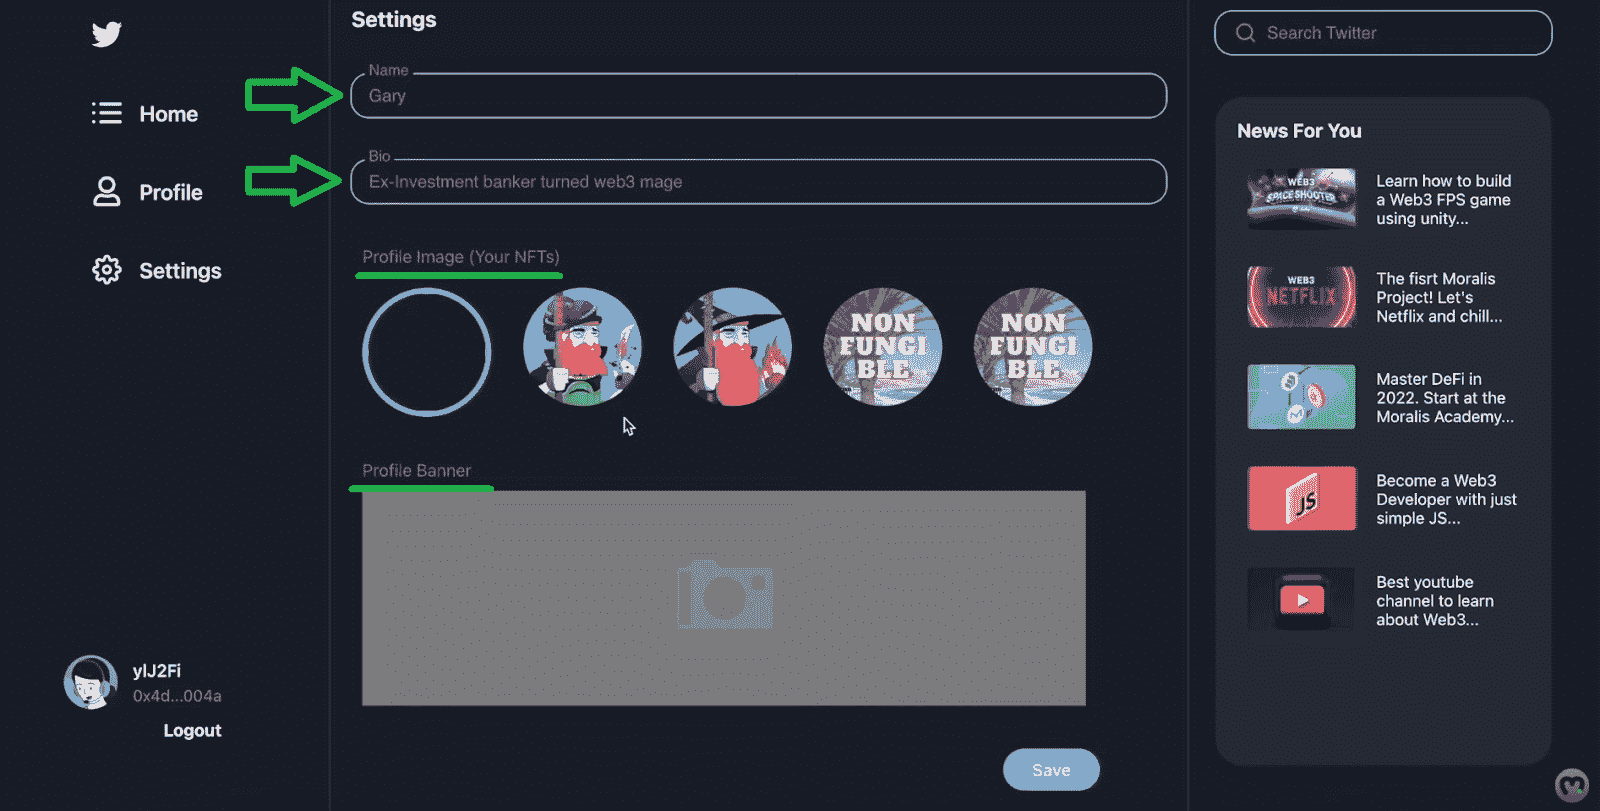 Home
Profile
Settings
ylJ2Fi
0x4d...004a
Logout
Settings
Name
Gary
Bio
Ex-Investment banker turned web3 mage
Profile Image (Your NFTs)
NON
FUNGI
BLE
NON
FUNGI
BLE
Profile Banner
Save
Search Twitter
News For You
WEB3
SPACE SHOOTER
Learn how to build
a Web3 FPS game
using unity...
WEB3
NETFLIX
The fisrt Moralis
Project! Let's
Netflix and chill...
Master DeFi in
2022. Start at the
Moralis Academy...
JS
Become a Web3
Developer with just
simple JS...
Best youtube
channel to learn
about Web3...